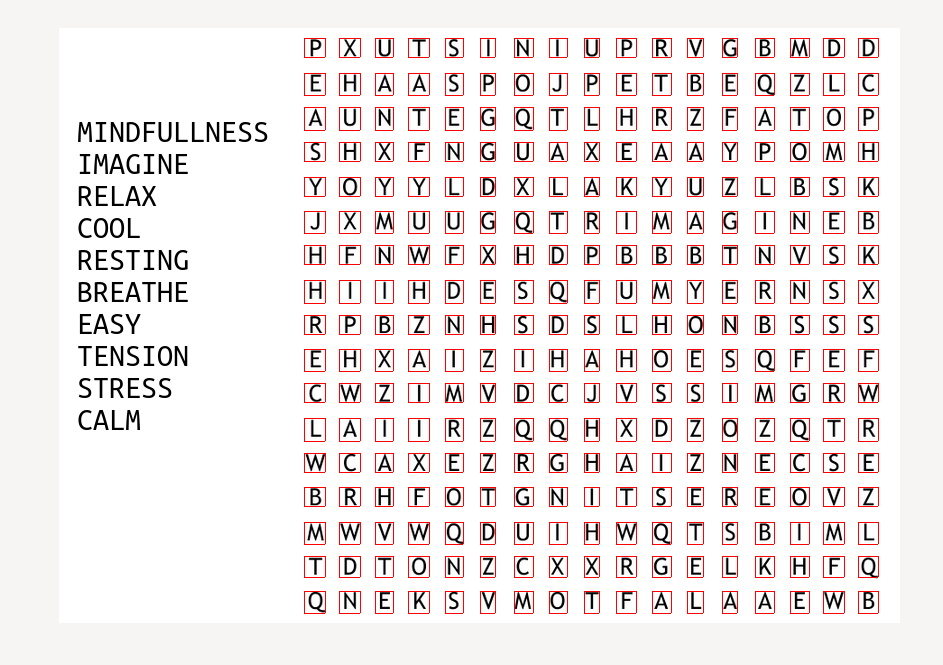 MINDFULLNESS
IMAGINE
RELAX
COOL
RESTING
BREATHE
EASY
TENSION
STRESS
CALM
P X U T S I N I U P R V G B M D D
E H A A S P O J P E T B E Q Z L C
A U N T E G Q T L H R Z F A T O P
S H X F N G U A X E A A Y P O M H
Y O Y Y L D X L A K Y U Z L B S K
J X M U U G Q T R I M A G I N E B
H F N W F X H D P B B B T N V S K
H I I H D E S Q F U M Y E R N S X
R P B Z N H S D S L H O N B S S S
E H X A I Z I H A H O E S Q F E F
C W Z I M V D C J V S S I M G R W
L A I I R Z Q Q H X D Z O Z Q T R
W C A X E Z R G H A I Z N E C S E
B R H F O T G N I T S E R E O V Z
M W V W Q D U I H W Q T S B I M L
T D T O N Z C X X R G E L K H F Q
Q N E K S V M O T F A L A A E W B